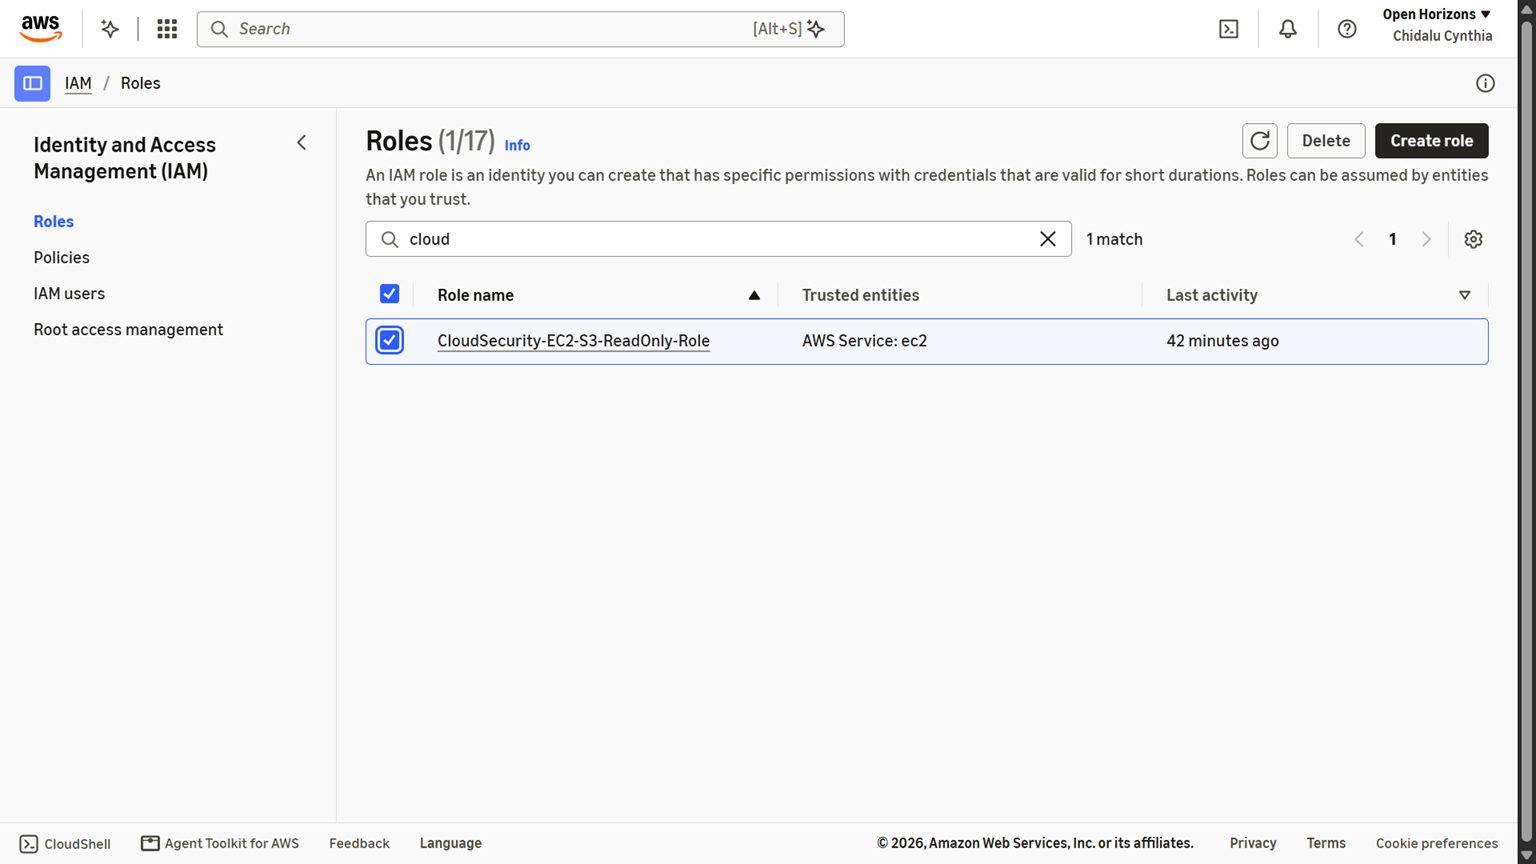 aws
Search
[Alt+S]
Open Horizons
Chidalu Cynthia
IAM / Roles
Identity and Access
Management (IAM)
Roles
Policies
IAM users
Root access management
Roles (1/17) Info
Delete
Create role
An IAM role is an identity you can create that has specific permissions with credentials that are valid for short durations. Roles can be assumed by entities
that you trust.
cloud
1 match
1
Role name
Trusted entities
Last activity
CloudSecurity-EC2-S3-ReadOnly-Role
AWS Service: ec2
42 minutes ago
CloudShell
Agent Toolkit for AWS
Feedback
Language
© 2026, Amazon Web Services, Inc. or its affiliates.
Privacy
Terms
Cookie preferences